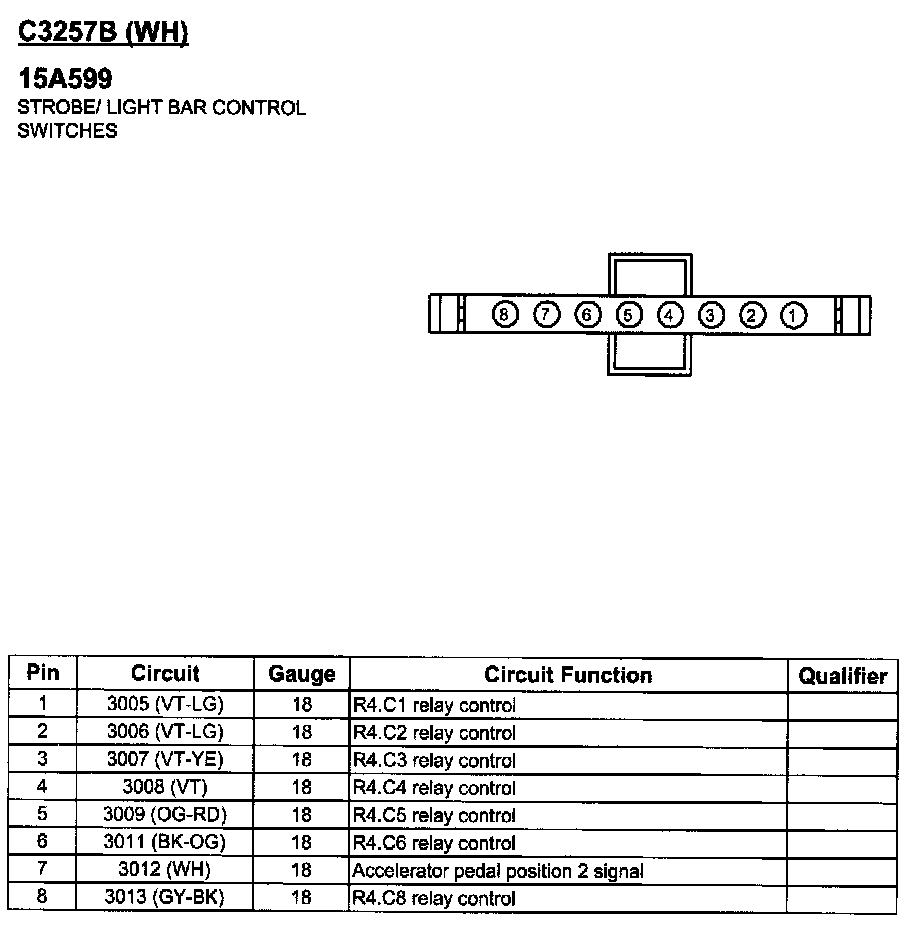 C3257B (WH)
15A599
STROBE/ LIGHT BAR CONTROL
SWITCHES
8 7 6 5 4 3 2 1
Pin Circuit Gauge Circuit Function Qualifier
1 3005 (VT-LG) 18 R4.C1 relay control
2 3006 (VT-LG) 18 R4.C2 relay control
3 3007 (VT-YE) 18 R4.C3 relay control
4 3008 (VT) 18 R4.C4 relay control
5 3009 (OG-RD) 18 R4.C5 relay control
6 3011 (BK-OG) 18 R4.C6 relay control
7 3012 (WH) 18 Accelerator pedal position 2 signal
8 3013 (GY-BK) 18 R4.C8 relay control